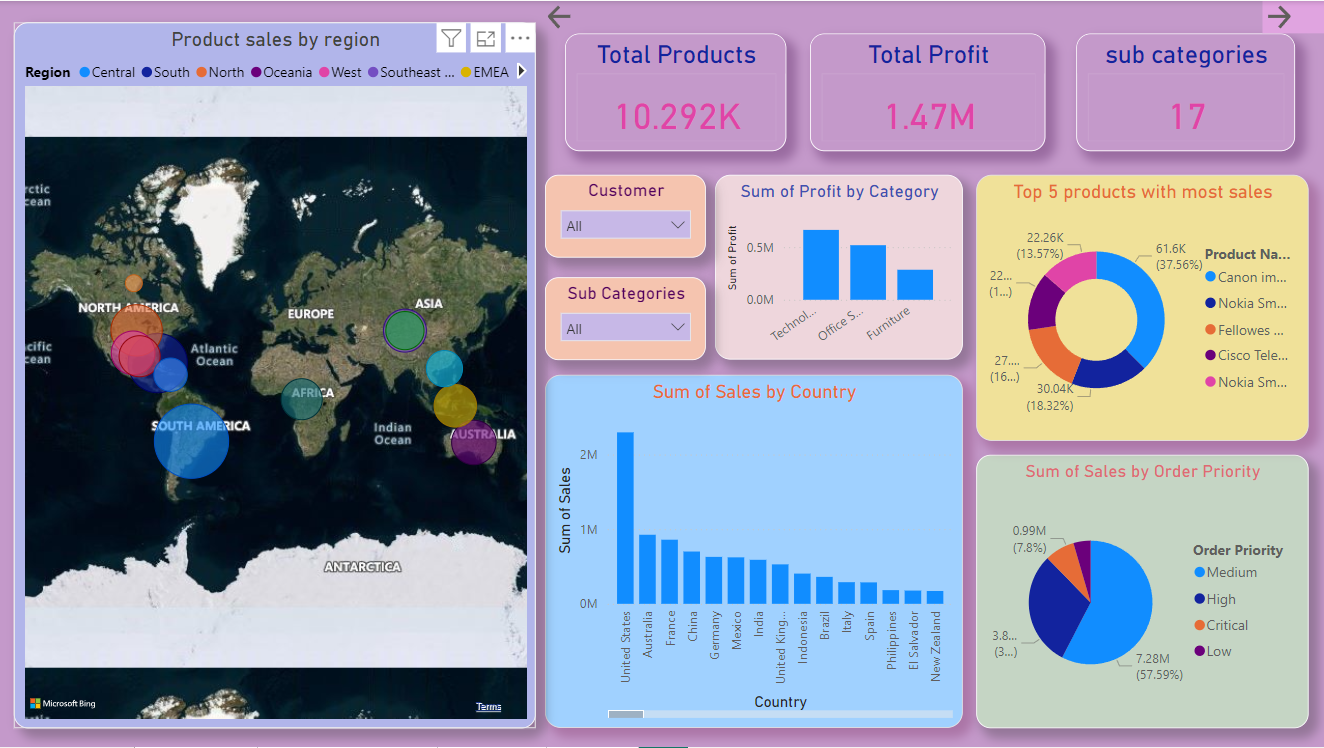 Product sales by region
Region Central South North Oceania West Southeast ... EMEA
rctic
cean
NORTH AMERICA
EUROPE
ASIA
cific
cean
Atlantic
Ocean
AFRICA
SOUTH AMERICA
Indian
Ocean
AUSTRALIA
ANTARCTICA
Microsoft Bing
Terms
Total Products
10.292K
Total Profit
1.47M
sub categories
17
Customer
All
Sub Categories
All
Sum of Profit by Category
Sum of Profit
0.5M
0.0M
Technol...
Office S...
Furniture
Top 5 products with most sales
22.26K
(13.57%)
61.6K
(37.56%)
22...
(1...)
27....
(16...)
30.04K
(18.32%)
Product Na...
Canon im...
Nokia Sm...
Fellowes ...
Cisco Tele...
Nokia Sm...
Sum of Sales by Country
Sum of Sales
2M
1M
0M
United States
Australia
France
China
Germany
Mexico
India
United King...
Indonesia
Brazil
Italy
Spain
Philippines
El Salvador
New Zealand
Country
Sum of Sales by Order Priority
0.99M
(7.8%)
3.8...
(3...)
7.28M
(57.59%)
Order Priority
Medium
High
Critical
Low